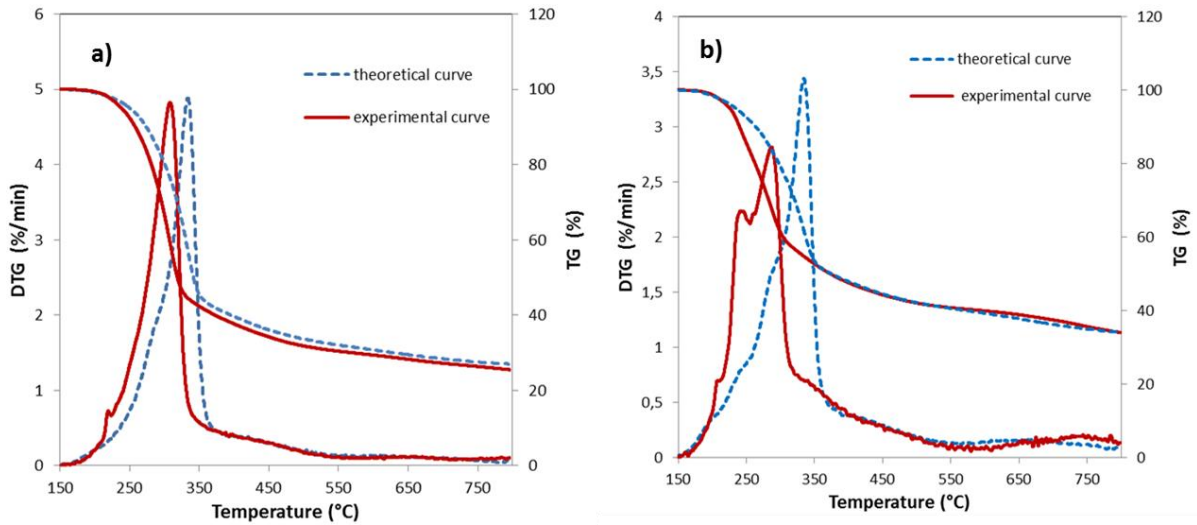 a)
DTG (%/min)
6
5
4
3
2
1
0
theoretical curve
experimental curve
120
100
80
60
40
20
0
TG (%)
150 250 350 450 550 650 750
Temperature (°C)
b)
DTG (%/min)
4
3,5
3
2,5
2
1,5
1
0,5
0
theoretical curve
experimental curve
120
100
80
60
40
20
0
TG (%)
150 250 350 450 550 650 750
Temperature (°C)